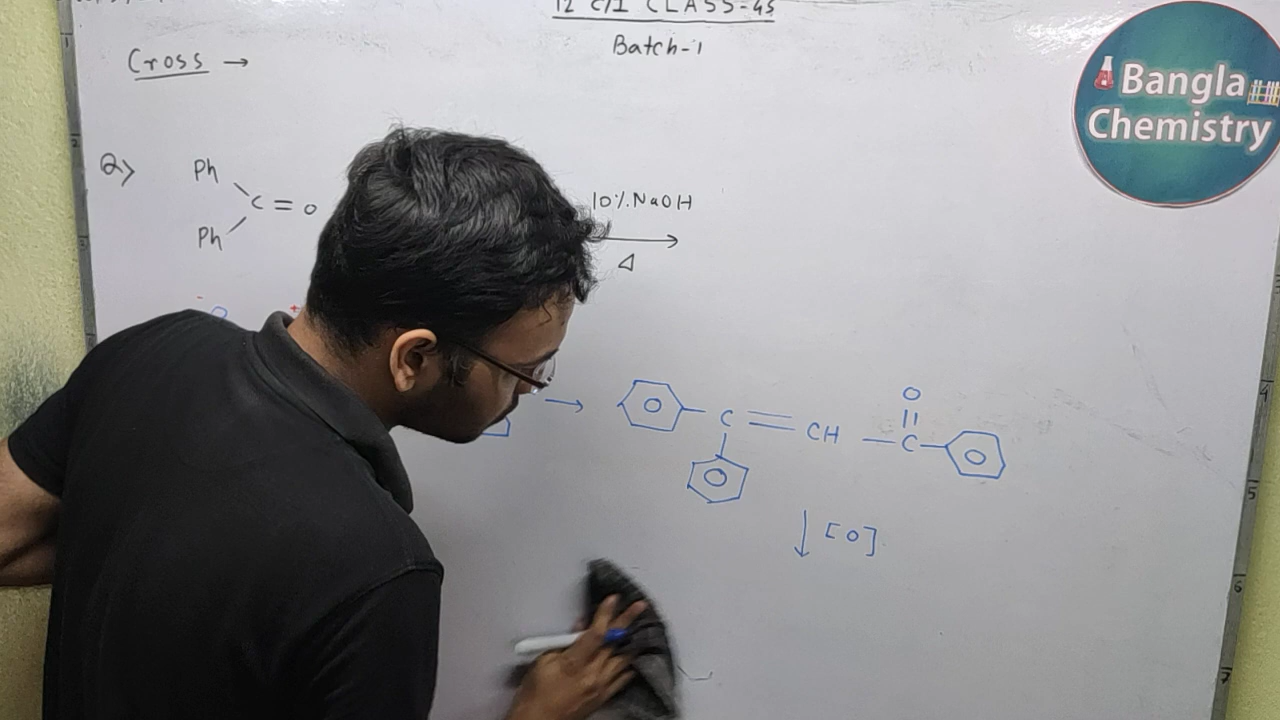 12 C/I CLASS-45
Batch-1
Cross →
Bangla
Chemistry
Q>
Ph
C = O
Ph
10% NaOH
Δ
O
+
→
C = CH - C
O
↓ [O]